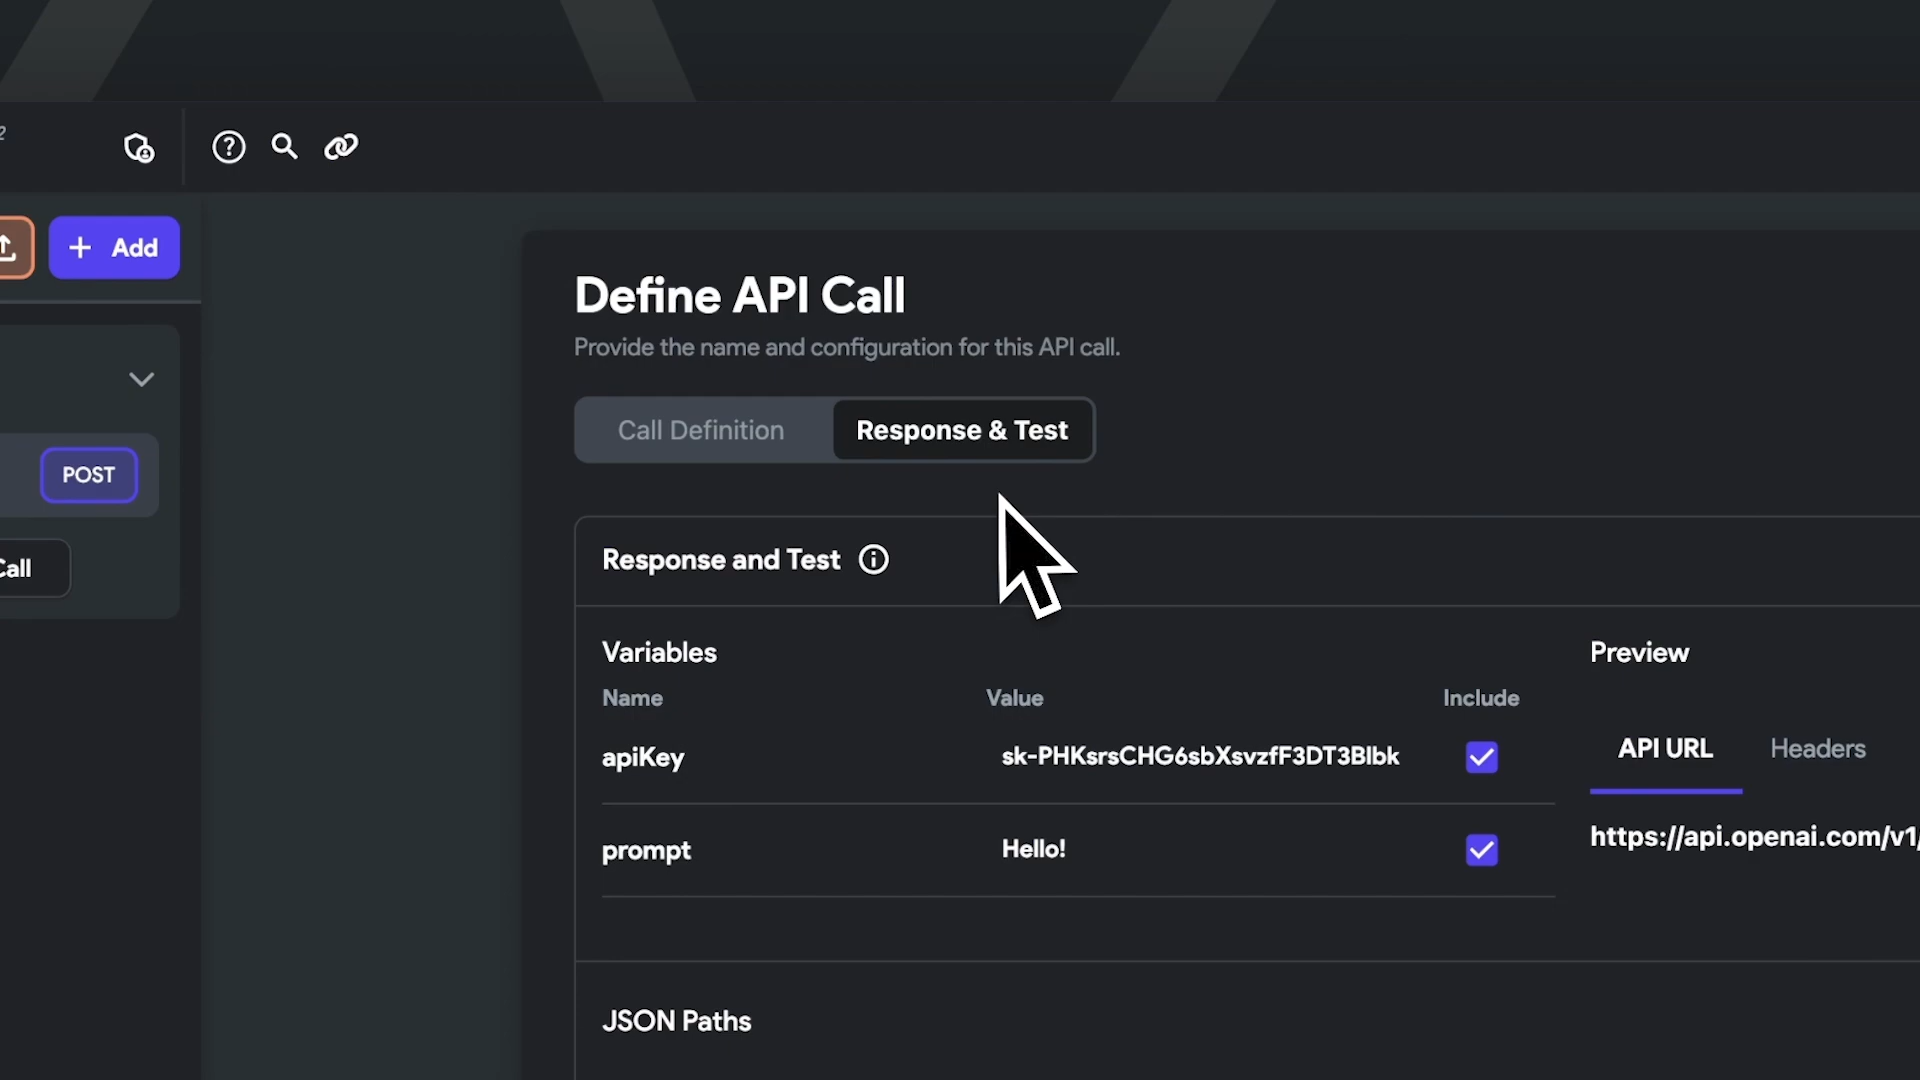 Add
Define API Call
Provide the name and configuration for this API call.
Call Definition
Response & Test
POST
Call
Response and Test
Variables
Preview
Name
Value
Include
API URL
Headers
apiKey
sk-PHKsrsCHG6sbXsvzfF3DT3BIbk
prompt
Hello!
https://api.openai.com/v1/
JSON Paths